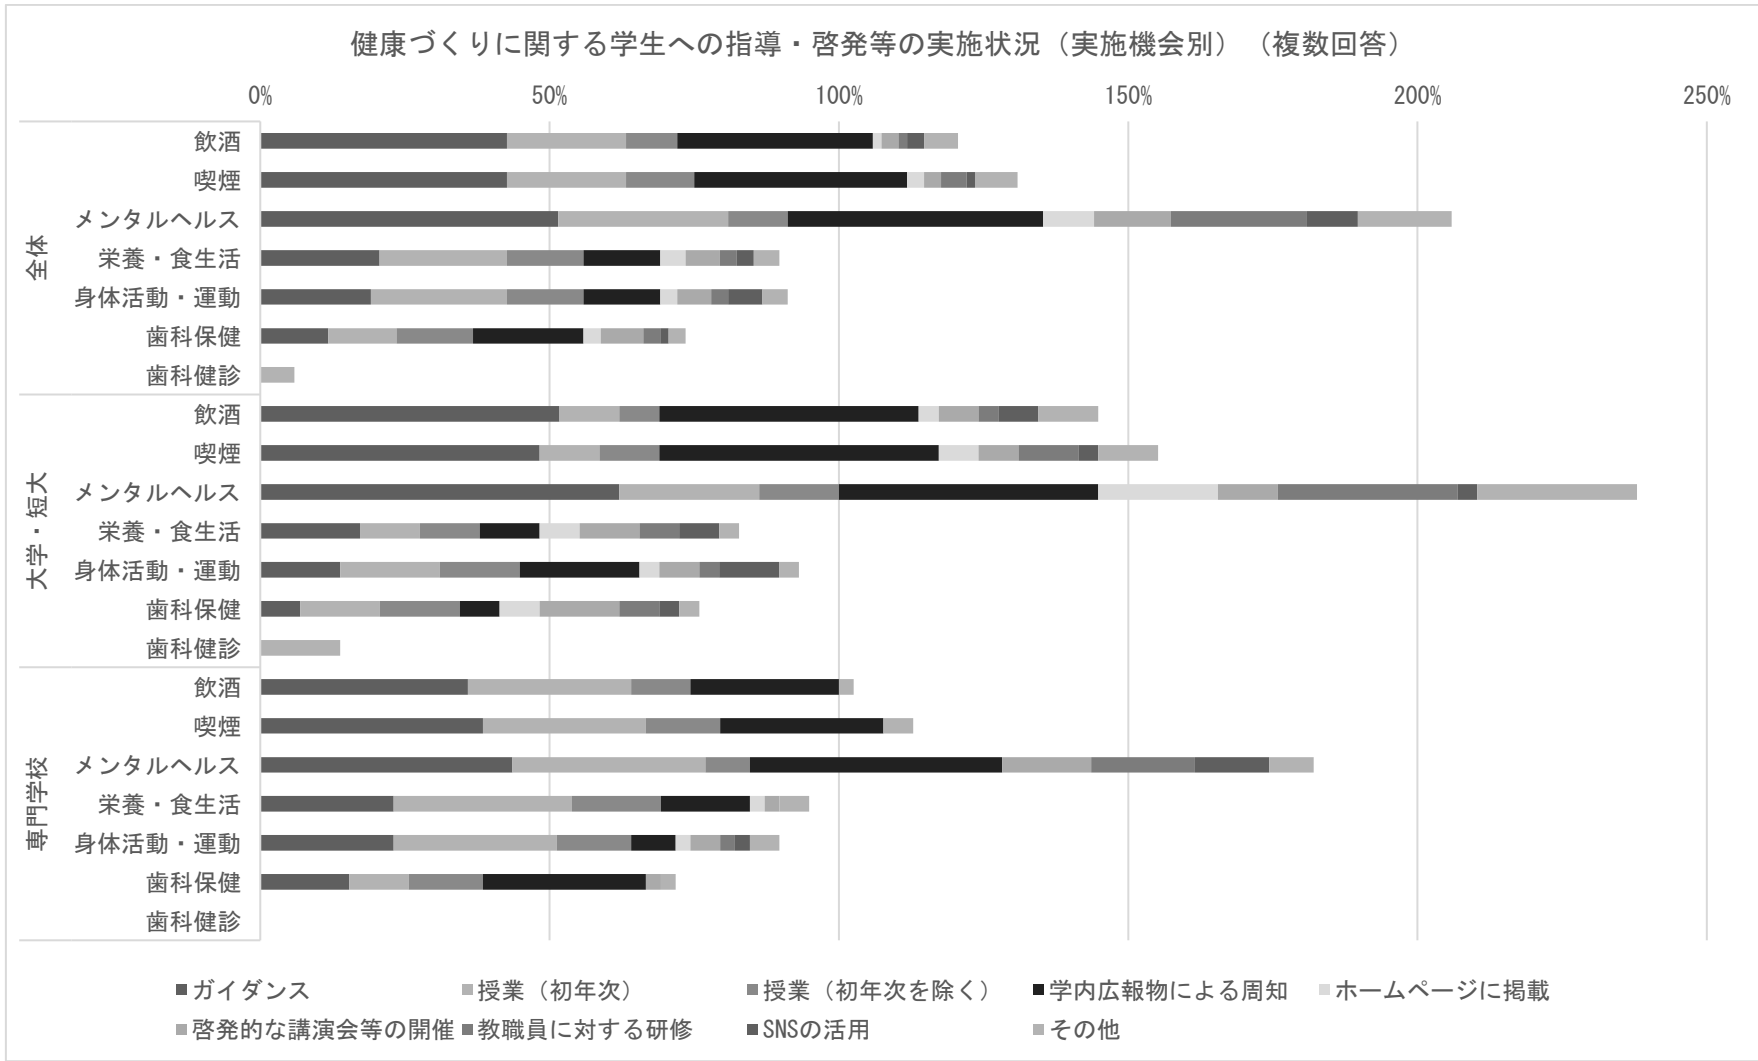 健康づくりに関する学生への指導・啓発等の実施状況（実施機会別）（複数回答）
0% 50% 100% 150% 200% 250%
全体
飲酒
喫煙
メンタルヘルス
栄養・食生活
身体活動・運動
歯科保健
歯科健診
大学・短大
飲酒
喫煙
メンタルヘルス
栄養・食生活
身体活動・運動
歯科保健
歯科健診
専門学校
飲酒
喫煙
メンタルヘルス
栄養・食生活
身体活動・運動
歯科保健
歯科健診
ガイダンス 授業（初年次） 授業（初年次を除く） 学内広報物による周知 ホームページに掲載
啓発的な講演会等の開催 教職員に対する研修 SNSの活用 その他